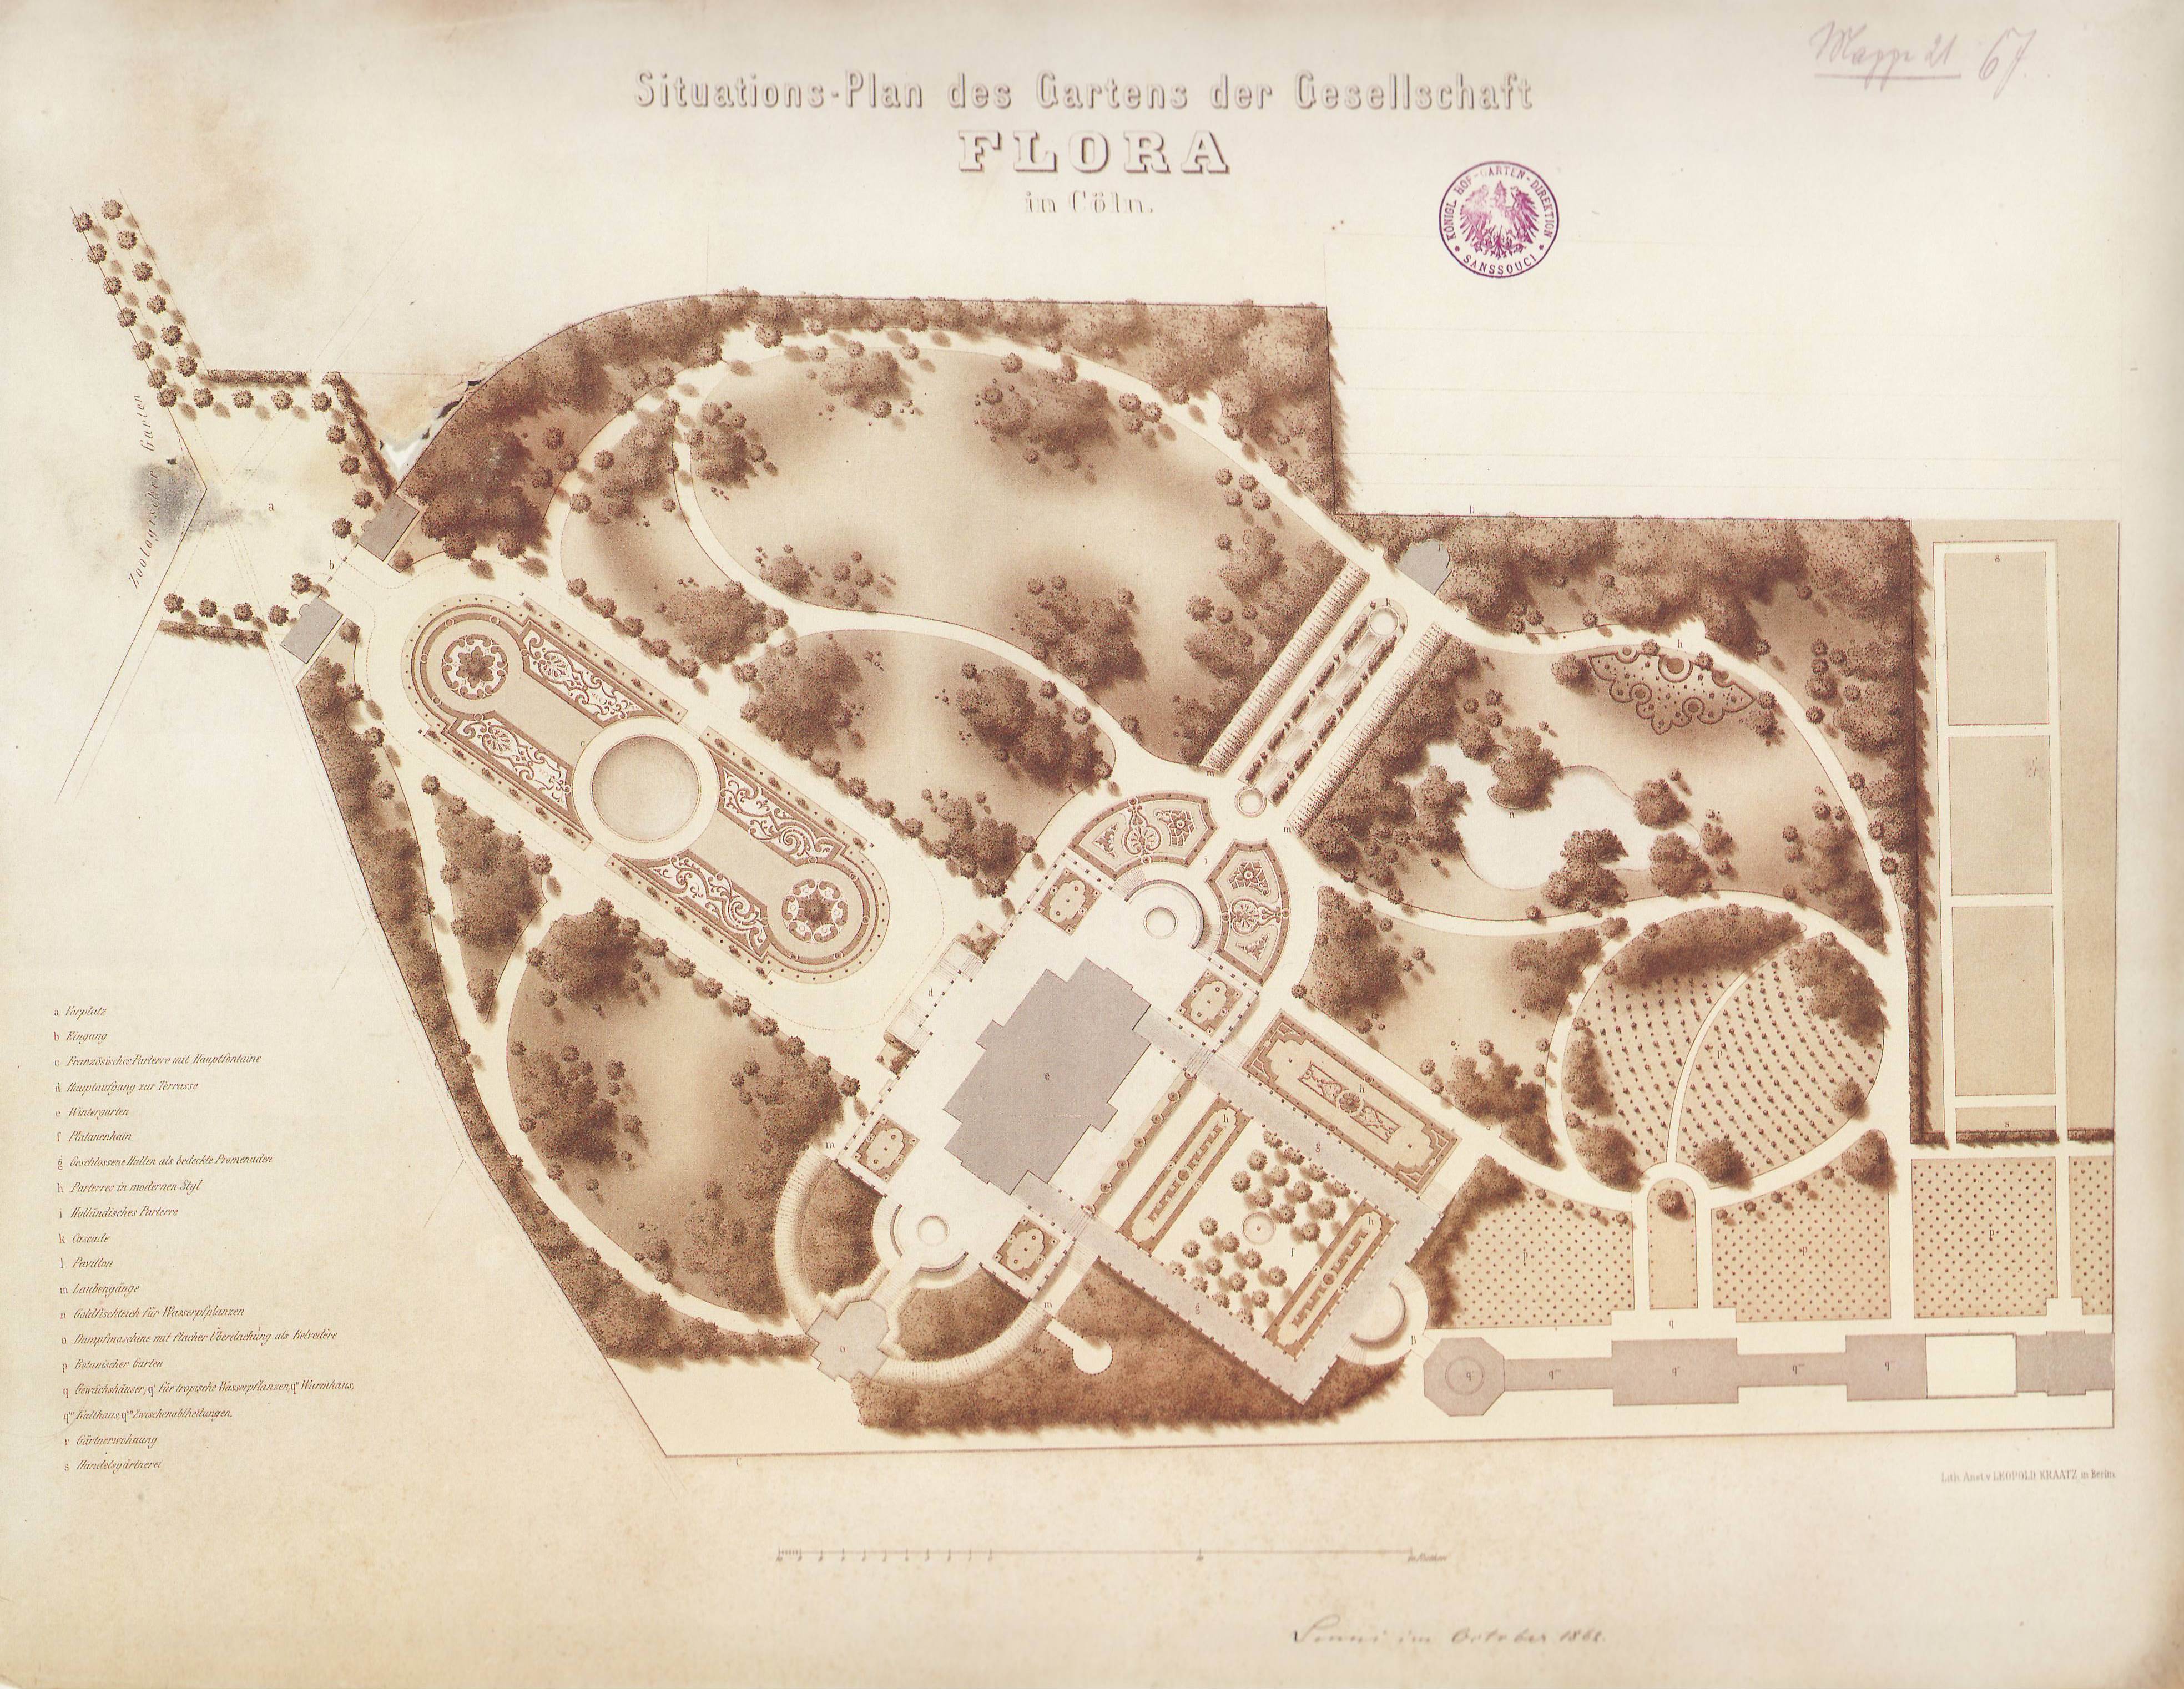 Mappe 21 67.
Situations-Plan des Gartens der Gesellschaft
FLORA
in Cöln.
KÖNIGL. HOF-GARTEN-DIREKTION
SANSSOUCI
Zoologischer Garten
a Vorplatz
b Eingang
c Französisches Parterre mit Hauptfontaine
d Hauptaufgang zur Terrasse
e Wintergarten
f Platanenhain
g Geschlossene Hallen als bedeckte Promenaden
h Parterres in modernen Styl
i Holländisches Parterre
k Cascade
l Pavillon
m Laubengänge
n Goldfischteich für Wasserpflanzen
o Dampfmaschine mit flacher Überdachung als Belvedère
p Botanischer Garten
q Gewächshäuser, q' für tropische Wasserpflanzen, q'' Warmhaus,
q''' Kalthaus, q'''' Zwischenabtheilungen.
r Gärtnerwohnung
s Handelsgärtnerei
Lith. Anst. v. LEOPOLD KRAATZ in Berlin.
im October 1862.